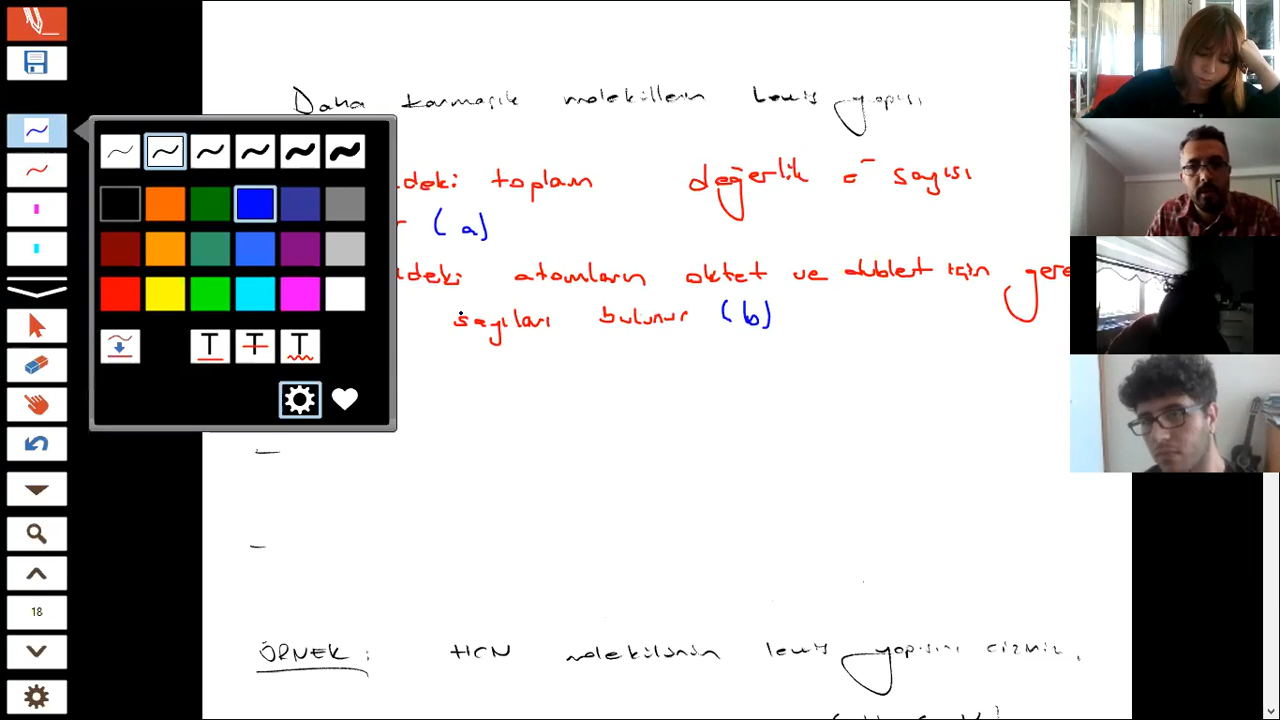 Daha karmaşık moleküllerin Lewis yapısı
deki toplam değerlik e⁻ sayısı
(a)
deki atomların oktet ve dublet için gere
sayıları bulunur (b)
ÖRNEK: HCN molekülünün lewis yapısını çiziniz.
T T T
18